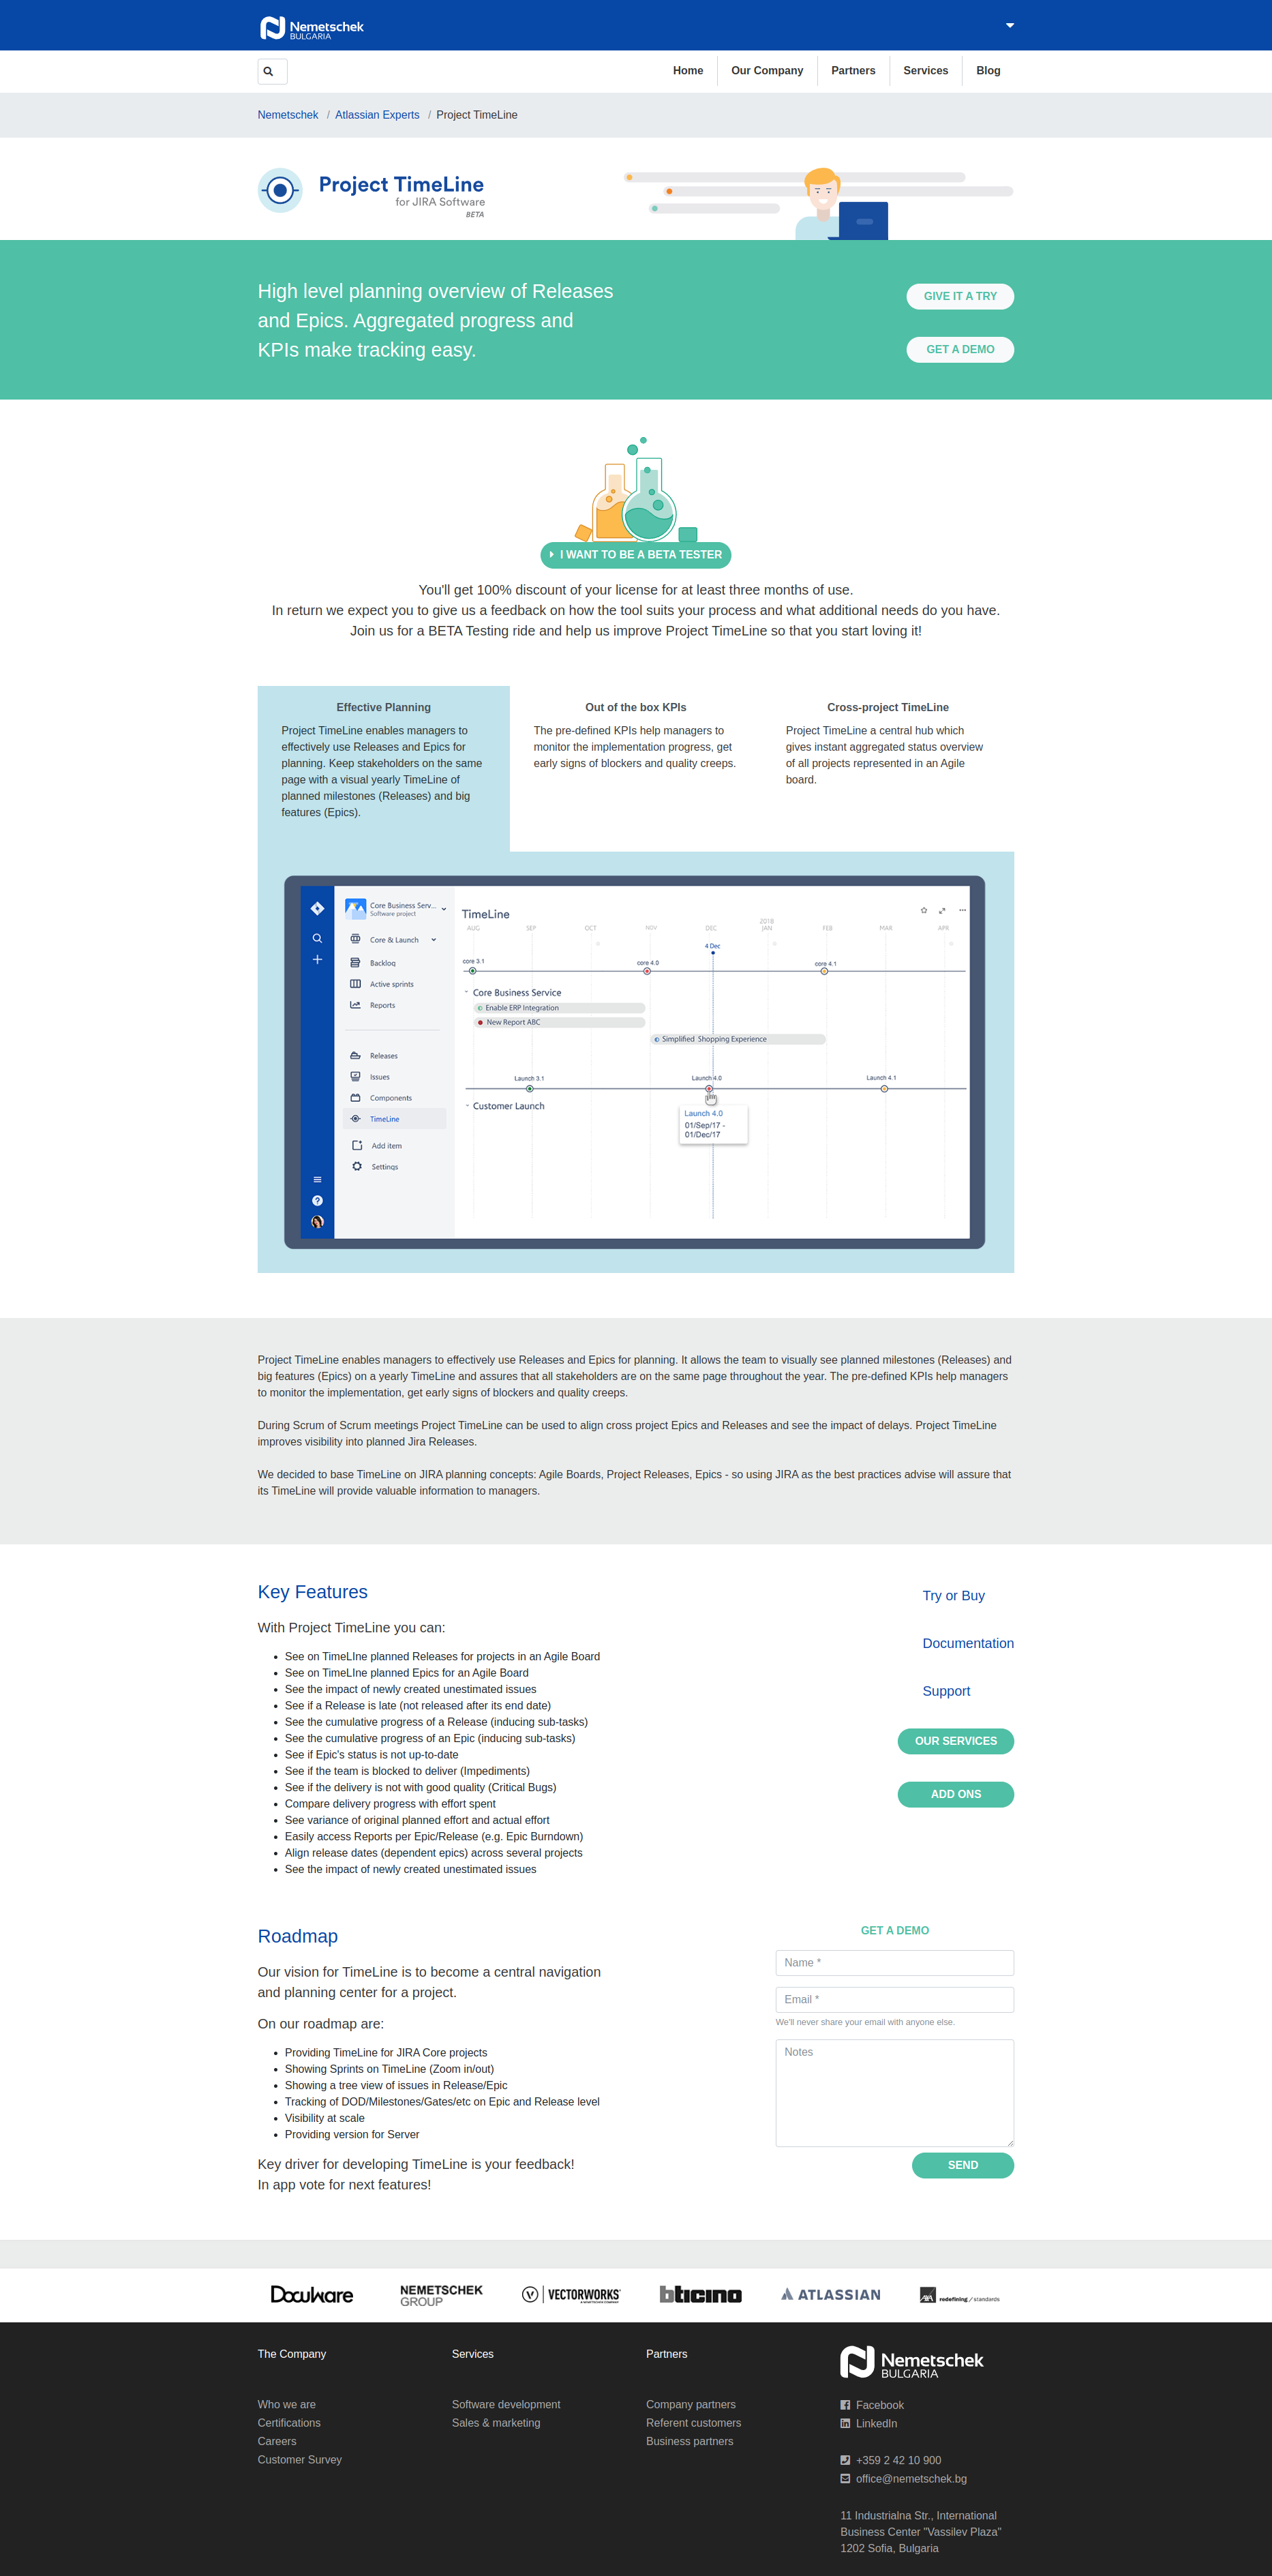 Nemetschek
BULGARIA
Home
Our Company
Partners
Services
Blog
Nemetschek / Atlassian Experts / Project TimeLine
Project TimeLine
for JIRA Software
BETA
High level planning overview of Releases
and Epics. Aggregated progress and
KPIs make tracking easy.
GIVE IT A TRY
GET A DEMO
I WANT TO BE A BETA TESTER
You'll get 100% discount of your license for at least three months of use.
In return we expect you to give us a feedback on how the tool suits your process and what additional needs do you have.
Join us for a BETA Testing ride and help us improve Project TimeLine so that you start loving it!
Effective Planning
Project TimeLine enables managers to
effectively use Releases and Epics for
planning. Keep stakeholders on the same
page with a visual yearly TimeLine of
planned milestones (Releases) and big
features (Epics).
Out of the box KPIs
The pre-defined KPIs help managers to
monitor the implementation progress, get
early signs of blockers and quality creeps.
Cross-project TimeLine
Project TimeLine a central hub which
gives instant aggregated status overview
of all projects represented in an Agile
board.
Core Business Serv...
Software project
Core & Launch
Backlog
Active sprints
Reports
Releases
Issues
Components
TimeLine
Add item
Settings
TimeLine
2018
AUG SEP OCT NOV DEC JAN FEB MAR APR
4 Dec
core 3.1
core 4.0
core 4.1
Core Business Service
Enable ERP Integration
New Report ABC
Simplified Shopping Experience
Launch 3.1
Launch 4.0
Launch 4.1
Customer Launch
Launch 4.0
01/Sep/17 -
01/Dec/17
Project TimeLine enables managers to effectively use Releases and Epics for planning. It allows the team to visually see planned milestones (Releases) and
big features (Epics) on a yearly TimeLine and assures that all stakeholders are on the same page throughout the year. The pre-defined KPIs help managers
to monitor the implementation, get early signs of blockers and quality creeps.
During Scrum of Scrum meetings Project TimeLine can be used to align cross project Epics and Releases and see the impact of delays. Project TimeLine
improves visibility into planned Jira Releases.
We decided to base TimeLine on JIRA planning concepts: Agile Boards, Project Releases, Epics - so using JIRA as the best practices advise will assure that
its TimeLine will provide valuable information to managers.
Key Features
With Project TimeLine you can:
See on TimeLIne planned Releases for projects in an Agile Board
See on TimeLIne planned Epics for an Agile Board
See the impact of newly created unestimated issues
See if a Release is late (not released after its end date)
See the cumulative progress of a Release (inducing sub-tasks)
See the cumulative progress of an Epic (inducing sub-tasks)
See if Epic's status is not up-to-date
See if the team is blocked to deliver (Impediments)
See if the delivery is not with good quality (Critical Bugs)
Compare delivery progress with effort spent
See variance of original planned effort and actual effort
Easily access Reports per Epic/Release (e.g. Epic Burndown)
Align release dates (dependent epics) across several projects
See the impact of newly created unestimated issues
Try or Buy
Documentation
Support
OUR SERVICES
ADD ONS
Roadmap
Our vision for TimeLine is to become a central navigation
and planning center for a project.
On our roadmap are:
Providing TimeLine for JIRA Core projects
Showing Sprints on TimeLine (Zoom in/out)
Showing a tree view of issues in Release/Epic
Tracking of DOD/Milestones/Gates/etc on Epic and Release level
Visibility at scale
Providing version for Server
Key driver for developing TimeLine is your feedback!
In app vote for next features!
GET A DEMO
Name *
Email *
We'll never share your email with anyone else.
Notes
SEND
DocuWare
NEMETSCHEK
GROUP
VECTORWORKS
bticino
ATLASSIAN
AXA redefining / standards
The Company
Who we are
Certifications
Careers
Customer Survey
Services
Software development
Sales & marketing
Partners
Company partners
Referent customers
Business partners
Nemetschek
BULGARIA
Facebook
LinkedIn
+359 2 42 10 900
office@nemetschek.bg
11 Industrialna Str., International
Business Center "Vassilev Plaza"
1202 Sofia, Bulgaria